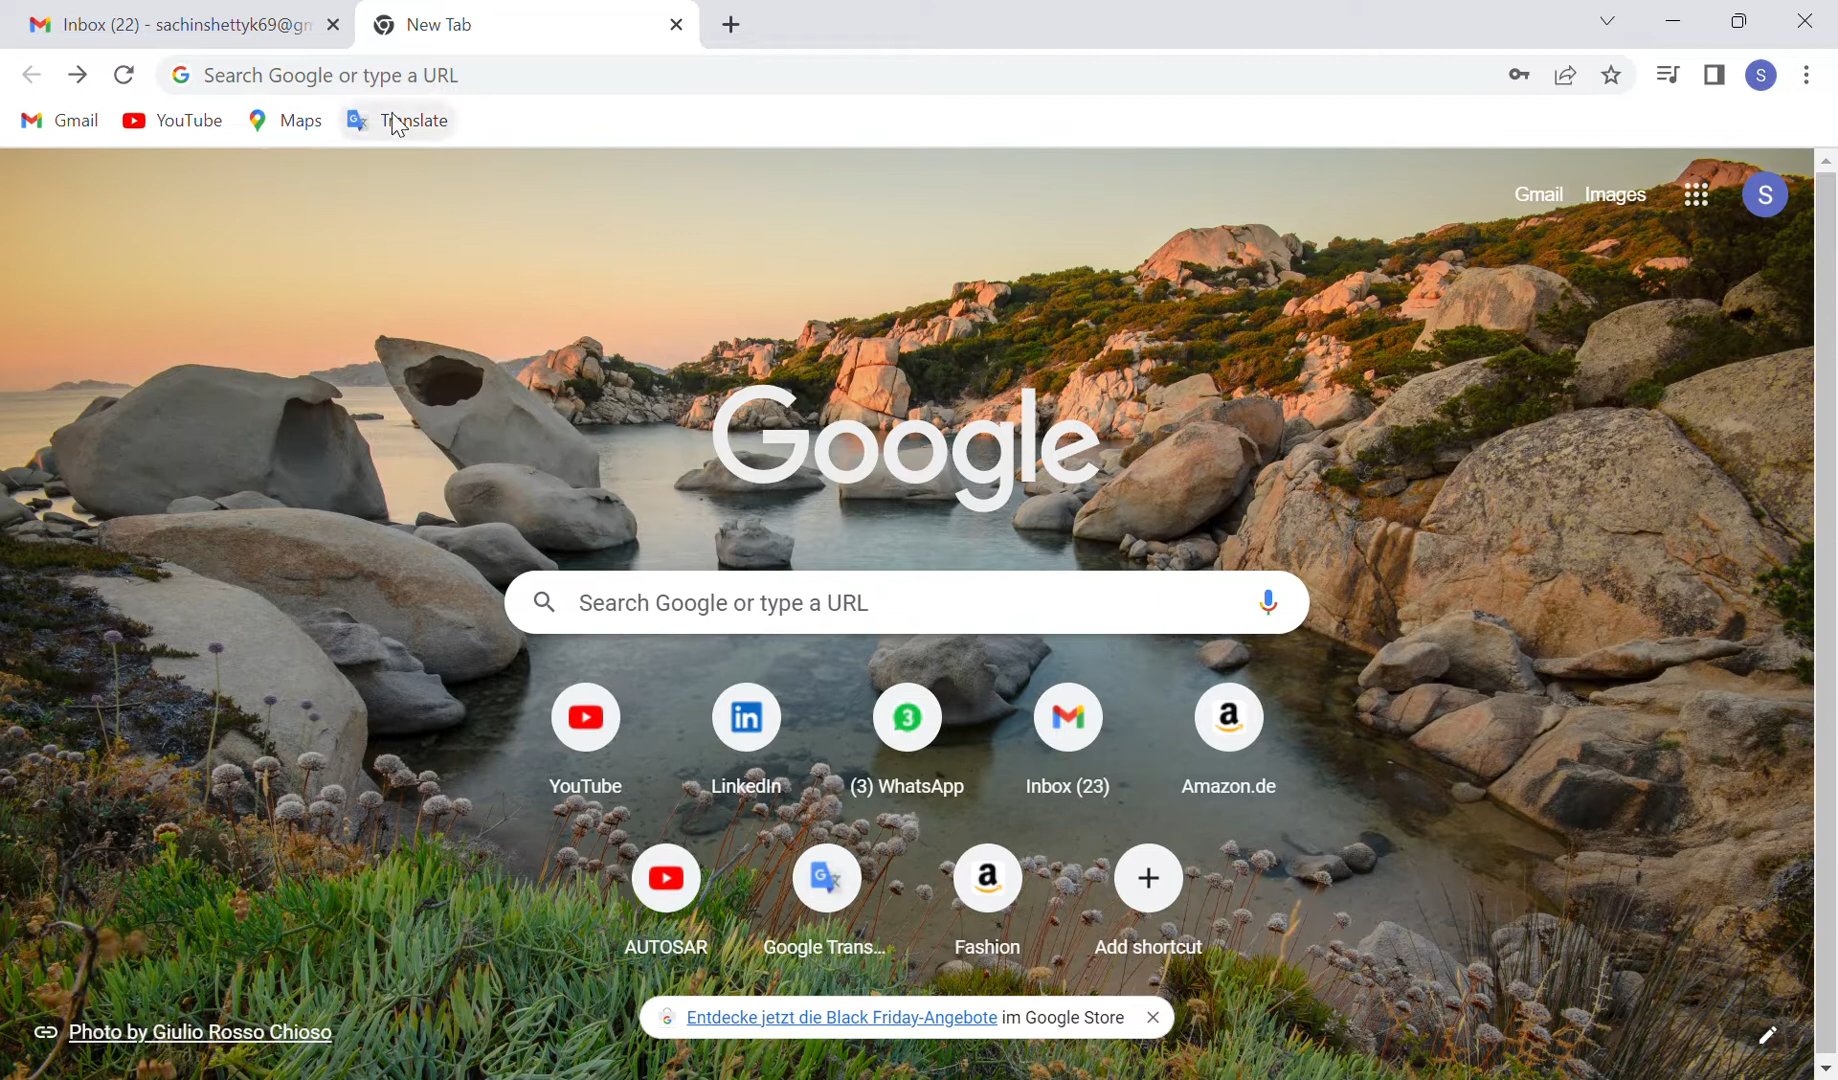 Inbox (22) - sachinshettyk69@gm
New Tab
Search Google or type a URL
Gmail YouTube Maps Translate
Gmail Images S
Google
Search Google or type a URL
YouTube LinkedIn (3) WhatsApp Inbox (23) Amazon.de
AUTOSAR Google Trans... Fashion Add shortcut
Entdecke jetzt die Black Friday-Angebote im Google Store
Photo by Giulio Rosso Chioso